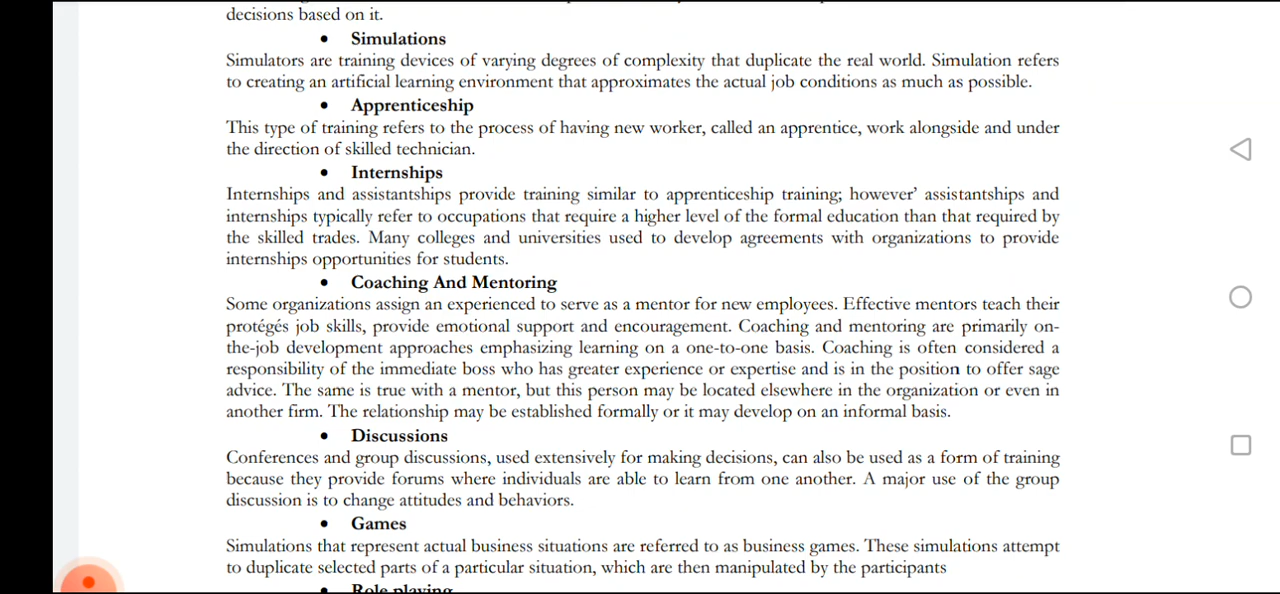 decisions based on it.
• Simulations
Simulators are training devices of varying degrees of complexity that duplicate the real world. Simulation refers
to creating an artificial learning environment that approximates the actual job conditions as much as possible.
• Apprenticeship
This type of training refers to the process of having new worker, called an apprentice, work alongside and under
the direction of skilled technician.
• Internships
Internships and assistantships provide training similar to apprenticeship training; however’ assistantships and
internships typically refer to occupations that require a higher level of the formal education than that required by
the skilled trades. Many colleges and universities used to develop agreements with organizations to provide
internships opportunities for students.
• Coaching And Mentoring
Some organizations assign an experienced to serve as a mentor for new employees. Effective mentors teach their
protégés job skills, provide emotional support and encouragement. Coaching and mentoring are primarily on-
the-job development approaches emphasizing learning on a one-to-one basis. Coaching is often considered a
responsibility of the immediate boss who has greater experience or expertise and is in the position to offer sage
advice. The same is true with a mentor, but this person may be located elsewhere in the organization or even in
another firm. The relationship may be established formally or it may develop on an informal basis.
• Discussions
Conferences and group discussions, used extensively for making decisions, can also be used as a form of training
because they provide forums where individuals are able to learn from one another. A major use of the group
discussion is to change attitudes and behaviors.
• Games
Simulations that represent actual business situations are referred to as business games. These simulations attempt
to duplicate selected parts of a particular situation, which are then manipulated by the participants
• Role playing